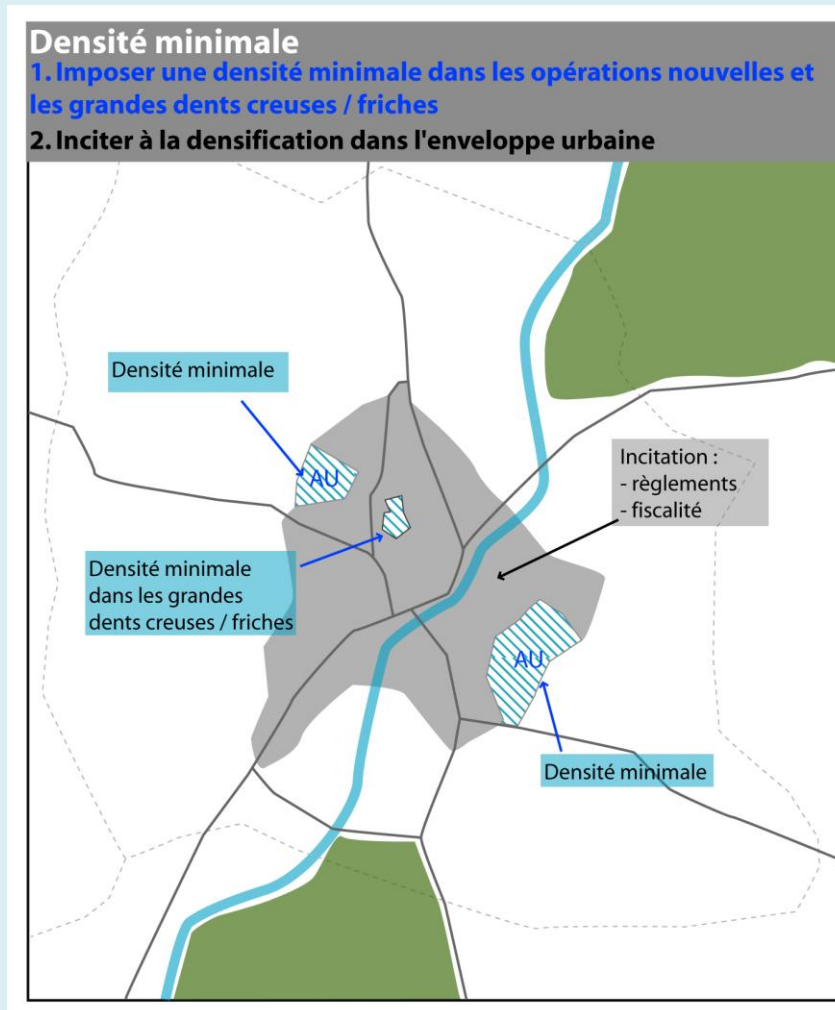 Densité minimale
1. Imposer une densité minimale dans les opérations nouvelles et
les grandes dents creuses / friches
2. Inciter à la densification dans l'enveloppe urbaine
Densité minimale
AU
Incitation :
- règlements
- fiscalité
Densité minimale
dans les grandes
dents creuses / friches
AU
Densité minimale